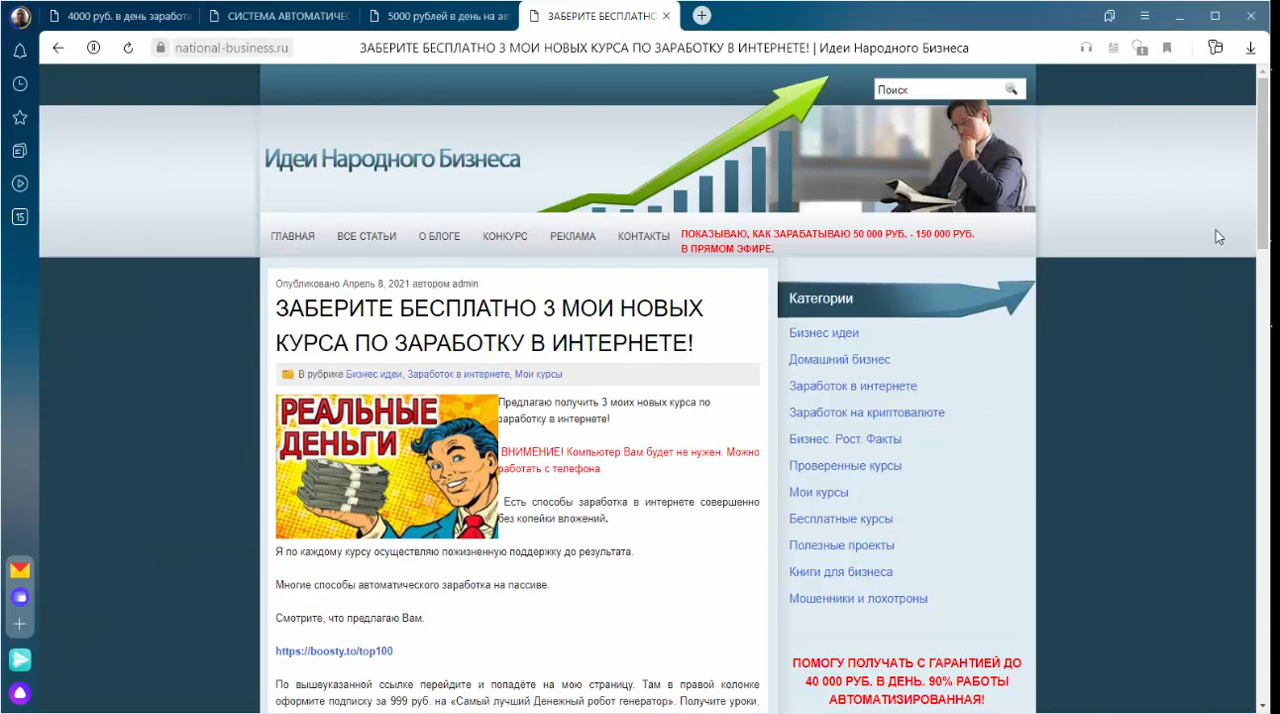 4000 руб. в день заработа
СИСТЕМА АВТОМАТИЧЕС
5000 рублей в день на ав
ЗАБЕРИТЕ БЕСПЛАТНО
national-business.ru
ЗАБЕРИТЕ БЕСПЛАТНО 3 МОИ НОВЫХ КУРСА ПО ЗАРАБОТКУ В ИНТЕРНЕТЕ! | Идеи Народного Бизнеса
15
Поиск
Идеи Народного Бизнеса
ГЛАВНАЯ ВСЕ СТАТЬИ О БЛОГЕ КОНКУРС РЕКЛАМА КОНТАКТЫ
ПОКАЗЫВАЮ, КАК ЗАРАБАТЫВАЮ 50 000 РУБ. - 150 000 РУБ.
В ПРЯМОМ ЭФИРЕ.
Опубликовано Апрель 8, 2021 автором admin
ЗАБЕРИТЕ БЕСПЛАТНО 3 МОИ НОВЫХ
КУРСА ПО ЗАРАБОТКУ В ИНТЕРНЕТЕ!
В рубрике Бизнес идеи, Заработок в интернете, Мои курсы
РЕАЛЬНЫЕ
ДЕНЬГИ
Предлагаю получить 3 моих новых курса по
заработку в интернете!
ВНИМЕНИЕ! Компьютер Вам будет не нужен. Можно
работать с телефона.
Есть способы заработка в интернете совершенно
без копейки вложений.
Я по каждому курсу осуществляю пожизненную поддержку до результата.
Многие способы автоматического заработка на пассиве.
Смотрите, что предлагаю Вам.
https://boosty.to/top100
По вышеуказанной ссылке перейдите и попадёте на мою страницу. Там в правой колонке
оформите подписку за 999 руб. на «Самый лучший Денежный робот генератор». Получите уроки,
Категории
Бизнес идеи
Домашний бизнес
Заработок в интернете
Заработок на криптовалюте
Бизнес. Рост. Факты
Проверенные курсы
Мои курсы
Бесплатные курсы
Полезные проекты
Книги для бизнеса
Мошенники и лохотроны
ПОМОГУ ПОЛУЧАТЬ С ГАРАНТИЕЙ ДО
40 000 РУБ. В ДЕНЬ. 90% РАБОТЫ
АВТОМАТИЗИРОВАННАЯ!